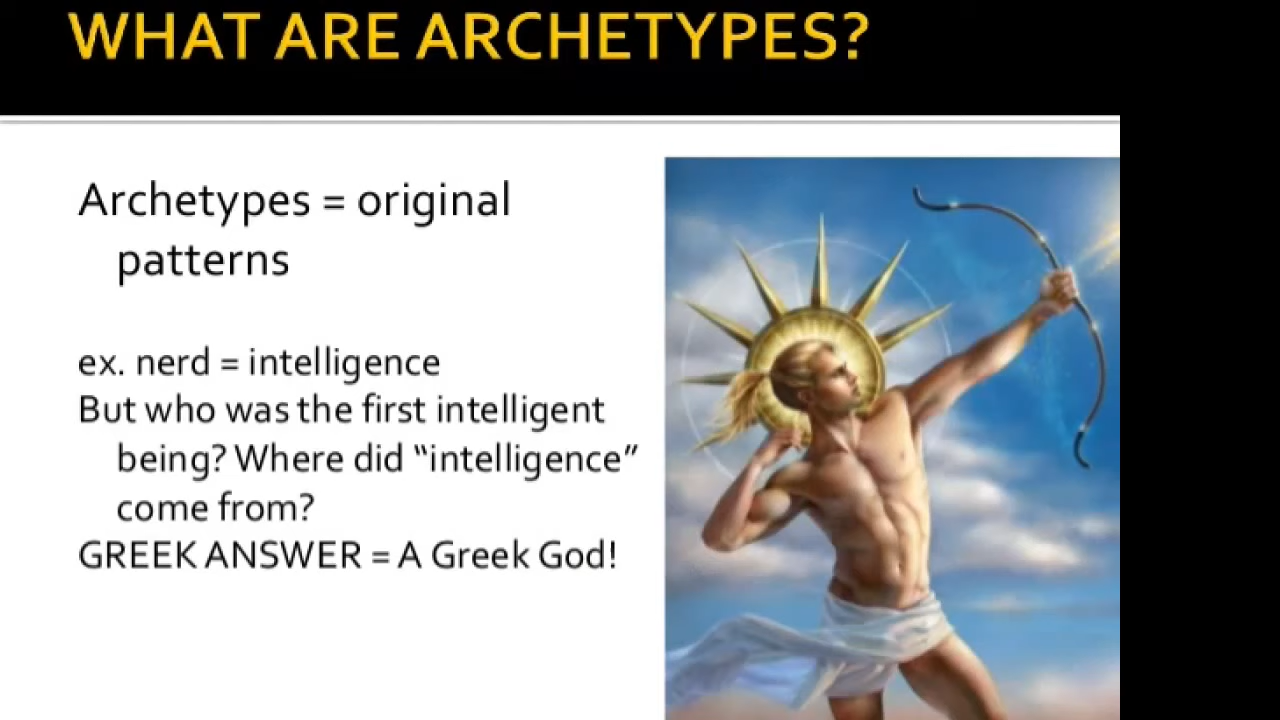 WHAT ARE ARCHETYPES?
Archetypes = original
patterns
ex. nerd = intelligence
But who was the first intelligent
being? Where did “intelligence”
come from?
GREEK ANSWER = A Greek God!